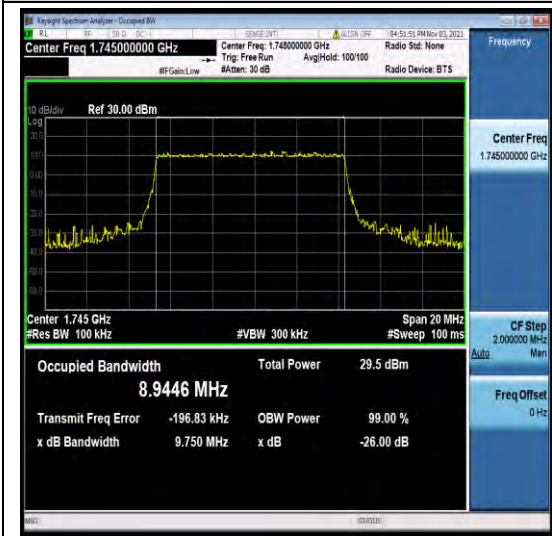 Keysight Spectrum Analyzer - Occupied BW
RL RF 50 Ω DC SENSE:INT ALIGN OFF 04:51:51 PM Nov 03, 2021
Center Freq 1.745000000 GHz
Center Freq: 1.745000000 GHz
Radio Std: None
Trig: Free Run Avg|Hold: 100/100
#IFGain:Low #Atten: 30 dB Radio Device: BTS
Frequency
10 dB/div Ref 30.00 dBm
Log
20.0
10.0
0.00
Center Freq
1.745000000 GHz
Center 1.745 GHz Span 20 MHz
#Res BW 100 kHz #VBW 300 kHz #Sweep 100 ms
CF Step
2.000000 MHz
Auto Man
Occupied Bandwidth Total Power 29.5 dBm
8.9446 MHz
Transmit Freq Error -196.83 kHz OBW Power 99.00 %
x dB Bandwidth 9.750 MHz x dB -26.00 dB
Freq Offset
0 Hz
MSG STATUS